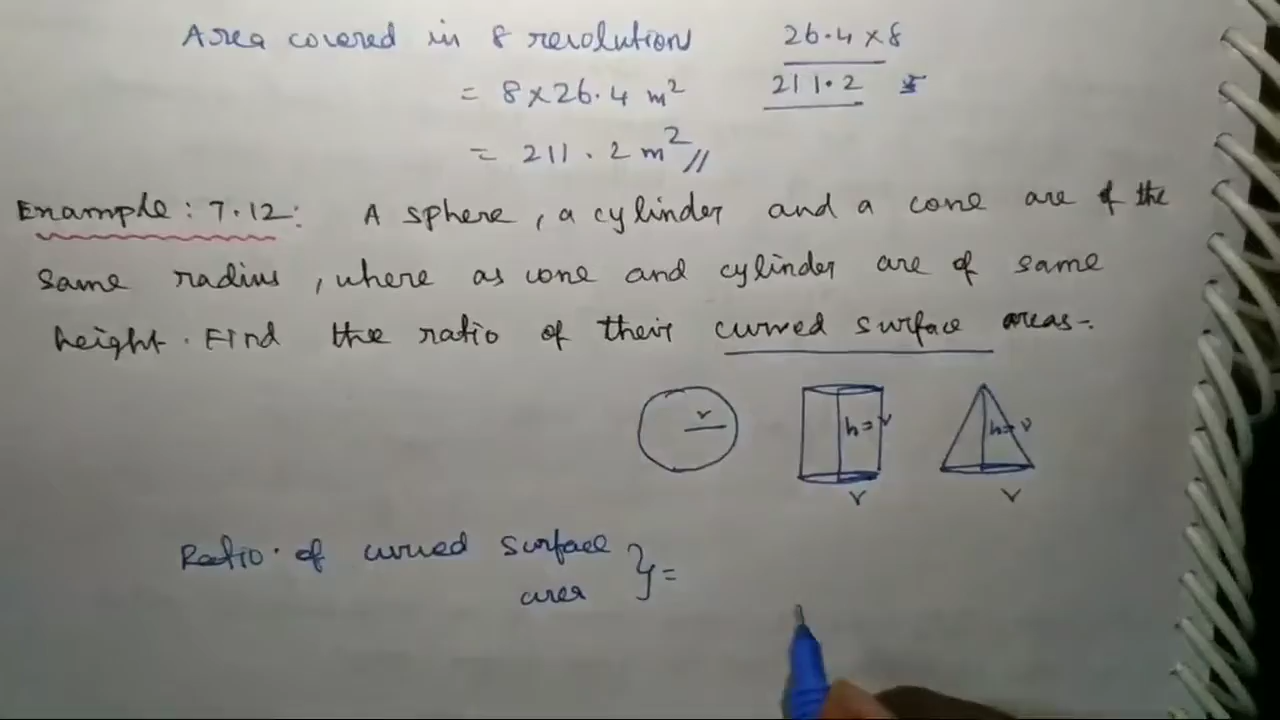 Area covered in 8 revolution
26.4 × 8
= 8 × 26.4 m²
211.2
= 211.2 m² //
Example : 7.12 : A sphere, a cylinder and a cone are of the
same radius, where as cone and cylinder are of same
height. Find the ratio of their curved surface areas.
r
h = r
h = r
r
r
Ratio of curved surface
area } =